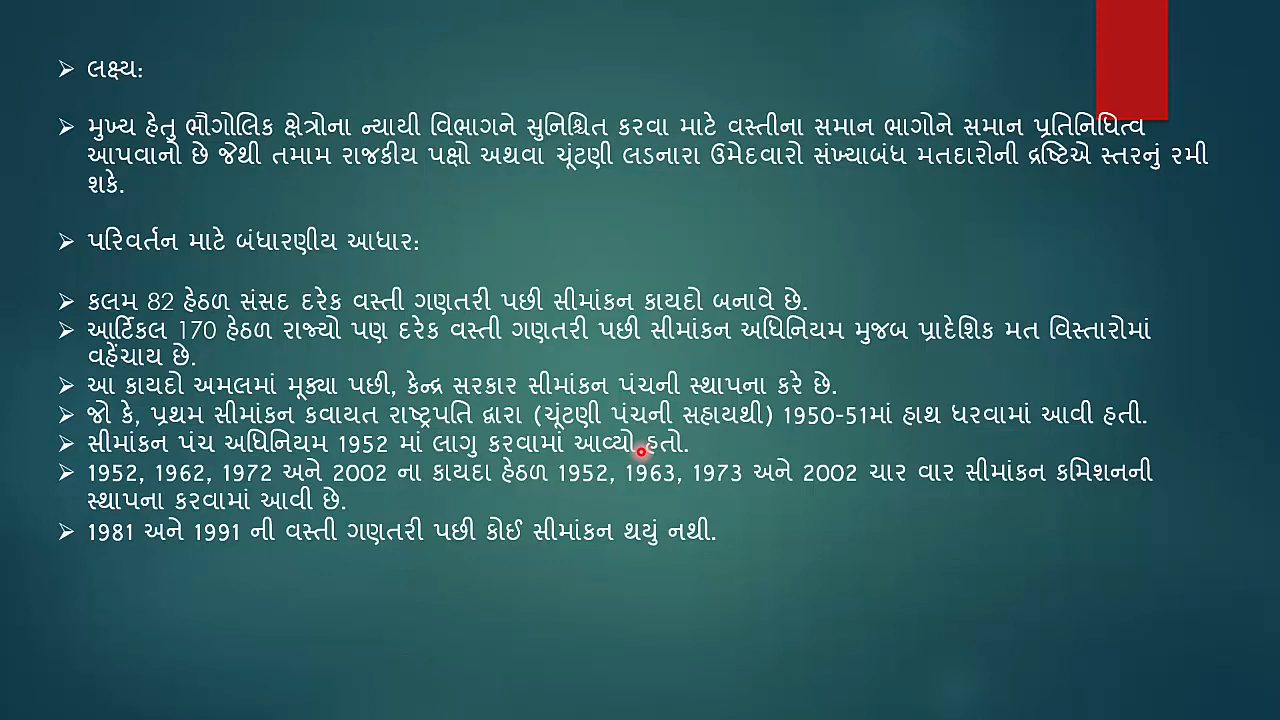 ➢ લક્ષ્ય:
➢ મુખ્ય હેતુ ભૌગોલિક ક્ષેત્રોના ન્યાયી વિભાગને સુનિશ્ચિત કરવા માટે વસ્તીના સમાન ભાગોને સમાન પ્રતિનિધિત્વ
આપવાનો છે જેથી તમામ રાજકીય પક્ષો અથવા ચૂંટણી લડનારા ઉમેદવારો સંખ્યાબંધ મતદારોની દ્રષ્ટિએ સ્તરનું રમી
શકે.
➢ પરિવર્તન માટે બંધારણીય આધાર:
➢ કલમ 82 હેઠળ સંસદ દરેક વસ્તી ગણતરી પછી સીમાંકન કાયદો બનાવે છે.
➢ આર્ટિકલ 170 હેઠળ રાજ્યો પણ દરેક વસ્તી ગણતરી પછી સીમાંકન અધિનિયમ મુજબ પ્રાદેશિક મત વિસ્તારોમાં
વહેંચાય છે.
➢ આ કાયદો અમલમાં મૂક્યા પછી, કેન્દ્ર સરકાર સીમાંકન પંચની સ્થાપના કરે છે.
➢ જો કે, પ્રથમ સીમાંકન કવાયત રાષ્ટ્રપતિ દ્વારા (ચૂંટણી પંચની સહાયથી) 1950-51માં હાથ ધરવામાં આવી હતી.
➢ સીમાંકન પંચ અધિનિયમ 1952 માં લાગુ કરવામાં આવ્યો હતો.
➢ 1952, 1962, 1972 અને 2002 ના કાયદા હેઠળ 1952, 1963, 1973 અને 2002 ચાર વાર સીમાંકન કમિશનની
સ્થાપના કરવામાં આવી છે.
➢ 1981 અને 1991 ની વસ્તી ગણતરી પછી કોઈ સીમાંકન થયું નથી.